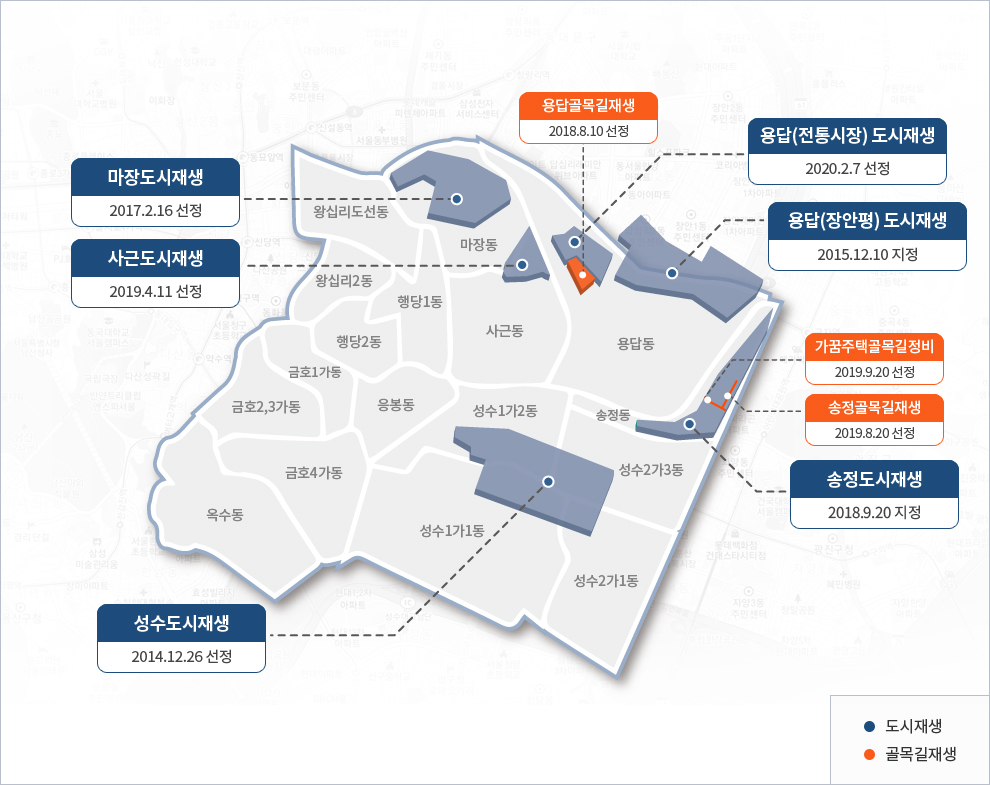 용답골목길재생
2018.8.10 선정
용답(전통시장) 도시재생
2020.2.7 선정
마장도시재생
2017.2.16 선정
용답(장안평) 도시재생
2015.12.10 지정
사근도시재생
2019.4.11 선정
왕십리도선동
마장동
왕십리2동
행당1동
사근동
용답동
행당2동
가꿈주택골목길정비
2019.9.20 선정
금호1가동
금호2,3가동
응봉동
성수1가2동
송정동
송정골목길재생
2019.8.20 선정
금호4가동
성수2가3동
송정도시재생
2018.9.20 지정
옥수동
성수1가1동
성수2가1동
성수도시재생
2014.12.26 선정
도시재생
골목길재생